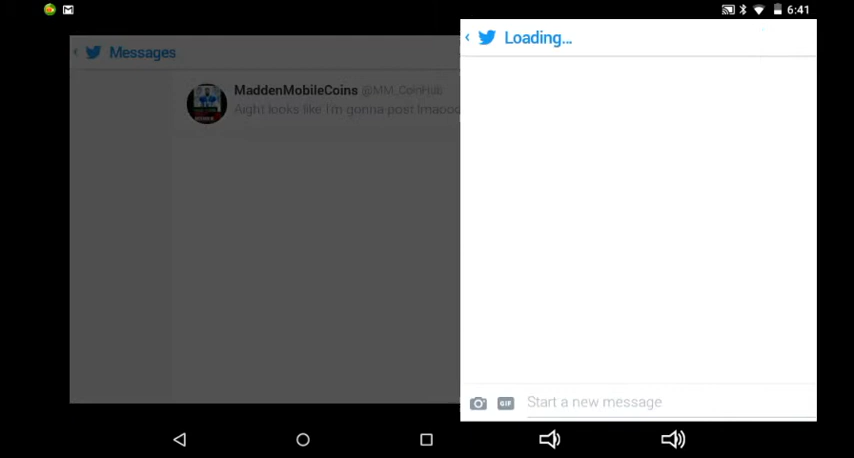 6:41
Messages
MaddenMobileCoins @MM_CoinHub
Aight looks like I'm gonna post lmaooo
Loading...
GIF
Start a new message